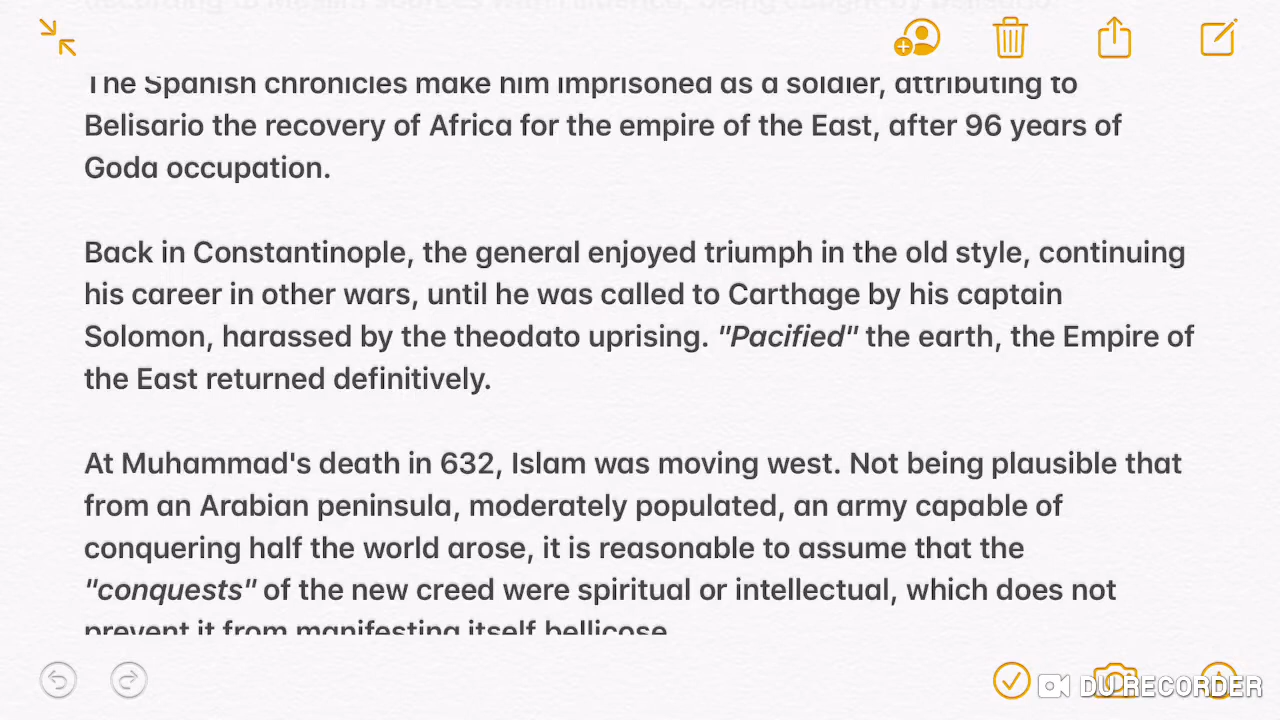 The Spanish chronicles make him imprisoned as a soldier, attributing to
Belisario the recovery of Africa for the empire of the East, after 96 years of
Goda occupation.
Back in Constantinople, the general enjoyed triumph in the old style, continuing
his career in other wars, until he was called to Carthage by his captain
Solomon, harassed by the theodato uprising. "Pacified" the earth, the Empire of
the East returned definitively.
At Muhammad's death in 632, Islam was moving west. Not being plausible that
from an Arabian peninsula, moderately populated, an army capable of
conquering half the world arose, it is reasonable to assume that the
"conquests" of the new creed were spiritual or intellectual, which does not
prevent it from manifesting itself bellicose.
DU RECORDER